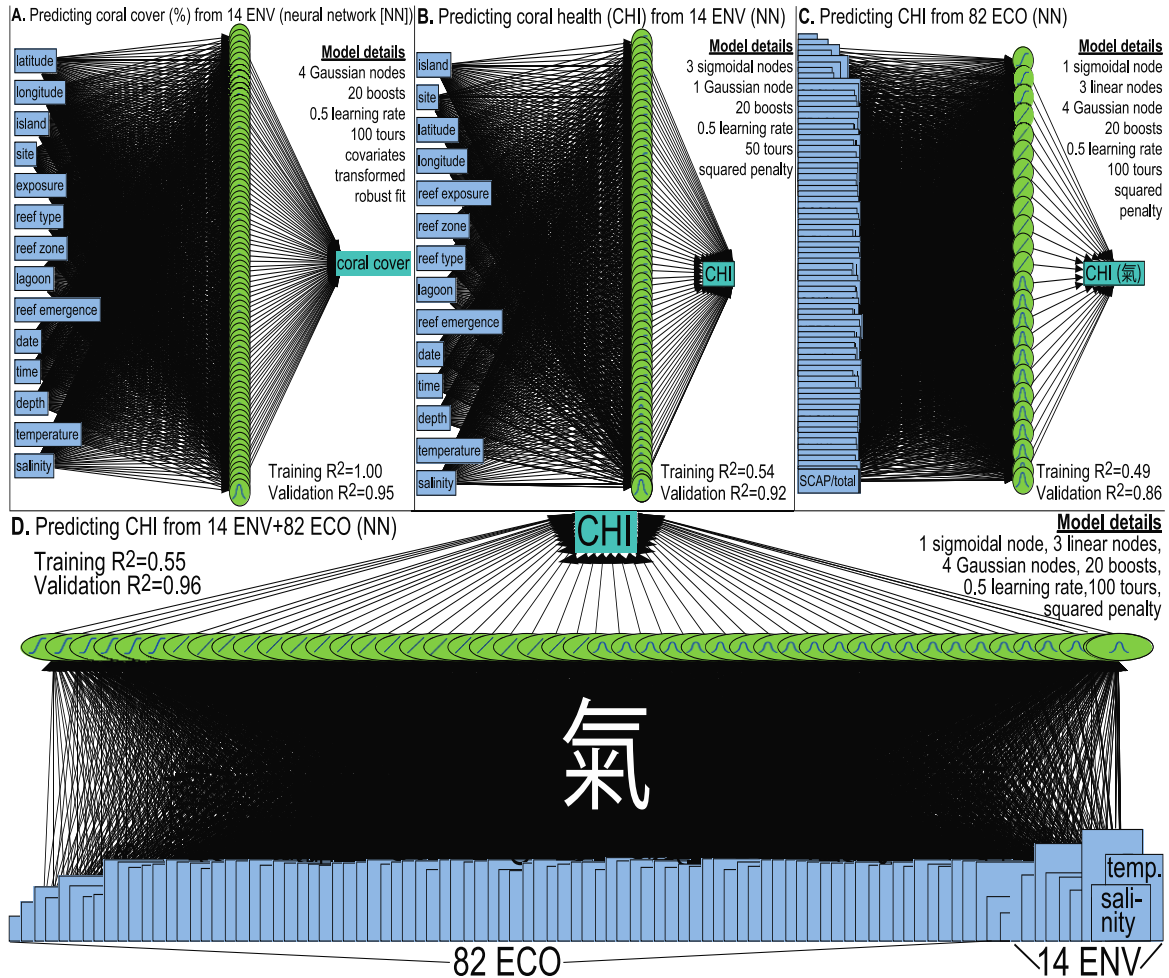 A. Predicting coral cover (%) from 14 ENV (neural network [NN])
latitude
longitude
island
site
exposure
reef type
reef zone
lagoon
reef emergence
date
time
depth
temperature
salinity
Model details
4 Gaussian nodes
20 boosts
0.5 learning rate
100 tours
covariates
transformed
robust fit
coral cover
Training R²=1.00
Validation R²=0.95
B. Predicting coral health (CHI) from 14 ENV (NN)
island
site
latitude
longitude
reef exposure
reef zone
reef type
lagoon
reef emergence
date
time
depth
temperature
salinity
Model details
3 sigmoidal nodes
1 Gaussian node
20 boosts
0.5 learning rate
50 tours
squared penalty
CHI
Training R²=0.54
Validation R²=0.92
C. Predicting CHI from 82 ECO (NN)
Model details
1 sigmoidal node
3 linear nodes
4 Gaussian node
20 boosts
0.5 learning rate
100 tours
squared
penalty
CHI (氣)
SCAP/total
Training R²=0.49
Validation R²=0.86
D. Predicting CHI from 14 ENV+82 ECO (NN)
Training R²=0.55
Validation R²=0.96
CHI
Model details
1 sigmoidal node, 3 linear nodes,
4 Gaussian nodes, 20 boosts,
0.5 learning rate,100 tours,
squared penalty
氣
temp.
sali-
nity
82 ECO
14 ENV